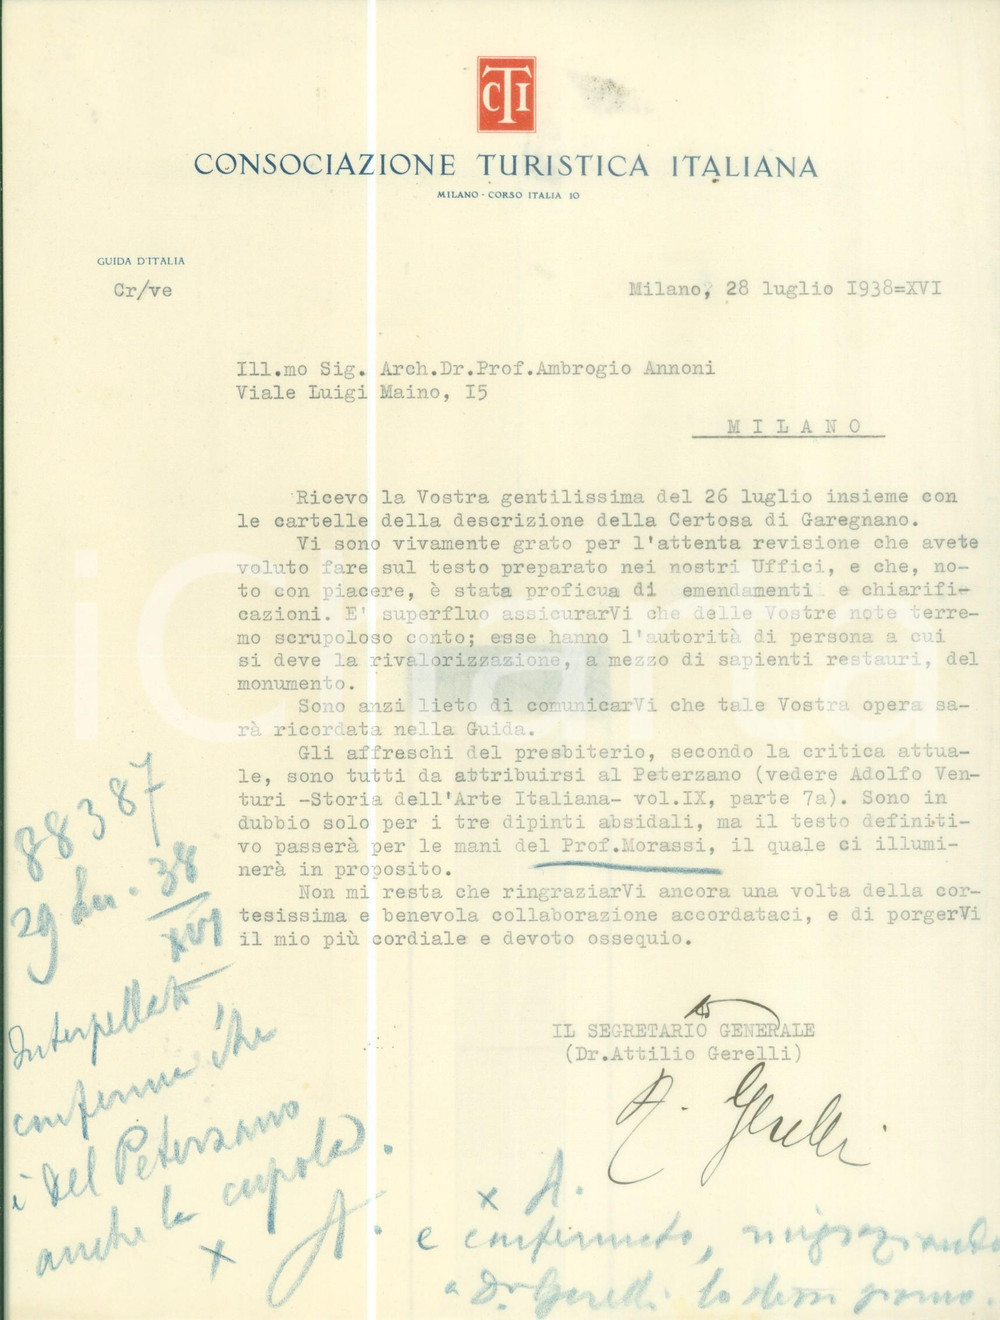 CTI
CONSOCIAZIONE TURISTICA ITALIANA
MILANO - CORSO ITALIA 10
GUIDA D'ITALIA
Cr/ve
Milano, 28 luglio I938=XVI
Ill.mo Sig. Arch.Dr.Prof.Ambrogio Annoni
Viale Luigi Maino, I5
M I L A N O
Ricevo la Vostra gentilissima del 26 luglio insieme con
le cartelle della descrizione della Certosa di Garegnano.
Vi sono vivamente grato per l'attenta revisione che avete
voluto fare sul testo preparato nei nostri Uffici, e che, no-
to con piacere, è stata proficua di emendamenti e chiarifi-
cazioni. E' superfluo assicurarVi che delle Vostre note terre-
mo scrupoloso conto; esse hanno l'autorità di persona a cui
si deve la rivalorizzazione, a mezzo di sapienti restauri, del
monumento.
Sono anzi lieto di comunicarVi che tale Vostra opera sa-
rà ricordata nella Guida.
Gli affreschi del presbiterio, secondo la critica attua-
le, sono tutti da attribuirsi al Peterzano (vedere Adolfo Ven-
turi -Storia dell'Arte Italiana- vol.IX, parte 7a). Sono in
dubbio solo per i tre dipinti absidali, ma il testo definiti-
vo passerà per le mani del Prof.Morassi, il quale ci illumi-
nerà in proposito.
Non mi resta che ringraziarVi ancora una volta della cor-
tesissima e benevola collaborazione accordataci, e di porgerVi
il mio più cordiale e devoto ossequio.
IL SEGRETARIO GENERALE
(Dr.Attilio Gerelli)
A. Gerelli
88387
29 Lu. 38
XVI
Interpellato
conferma che
è del Peterzano
anche la cupola.
x A.
x A.
e confermato, ringraziando
a Dr Gerelli lo stesso giorno.
iCharta